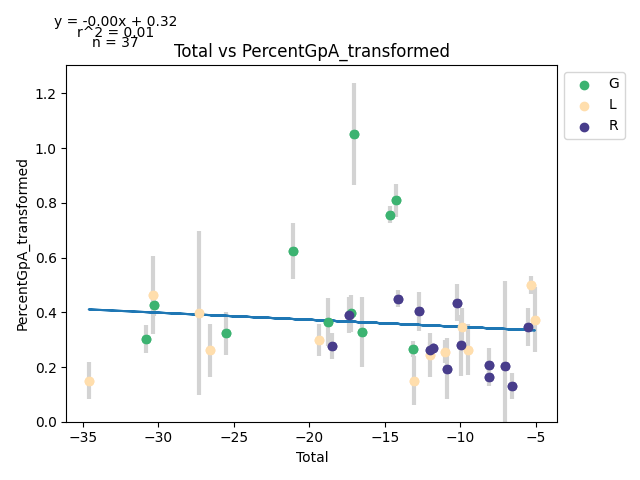 y = -0.00x + 0.32
r^2 = 0.01
n = 37
Total vs PercentGpA_transformed
G
L
R
1.2
1.0
0.8
0.6
0.4
0.2
0.0
PercentGpA_transformed
−35
−30
−25
−20
−15
−10
−5
Total